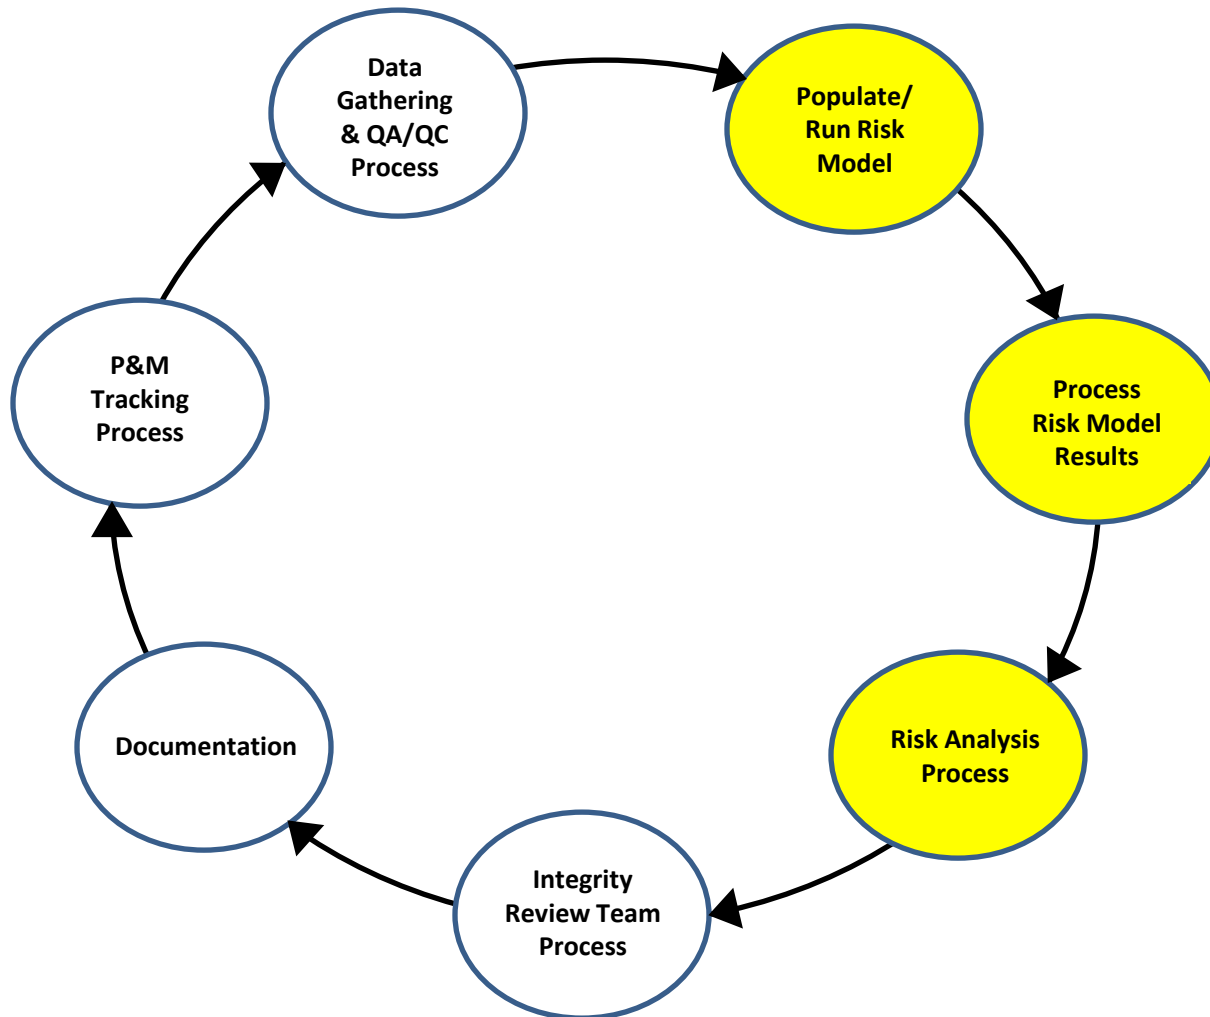 Data
Gathering
& QA/QC
Process
Populate/
Run Risk
Model
Process
Risk Model
Results
Risk Analysis
Process
Integrity
Review Team
Process
Documentation
P&M
Tracking
Process